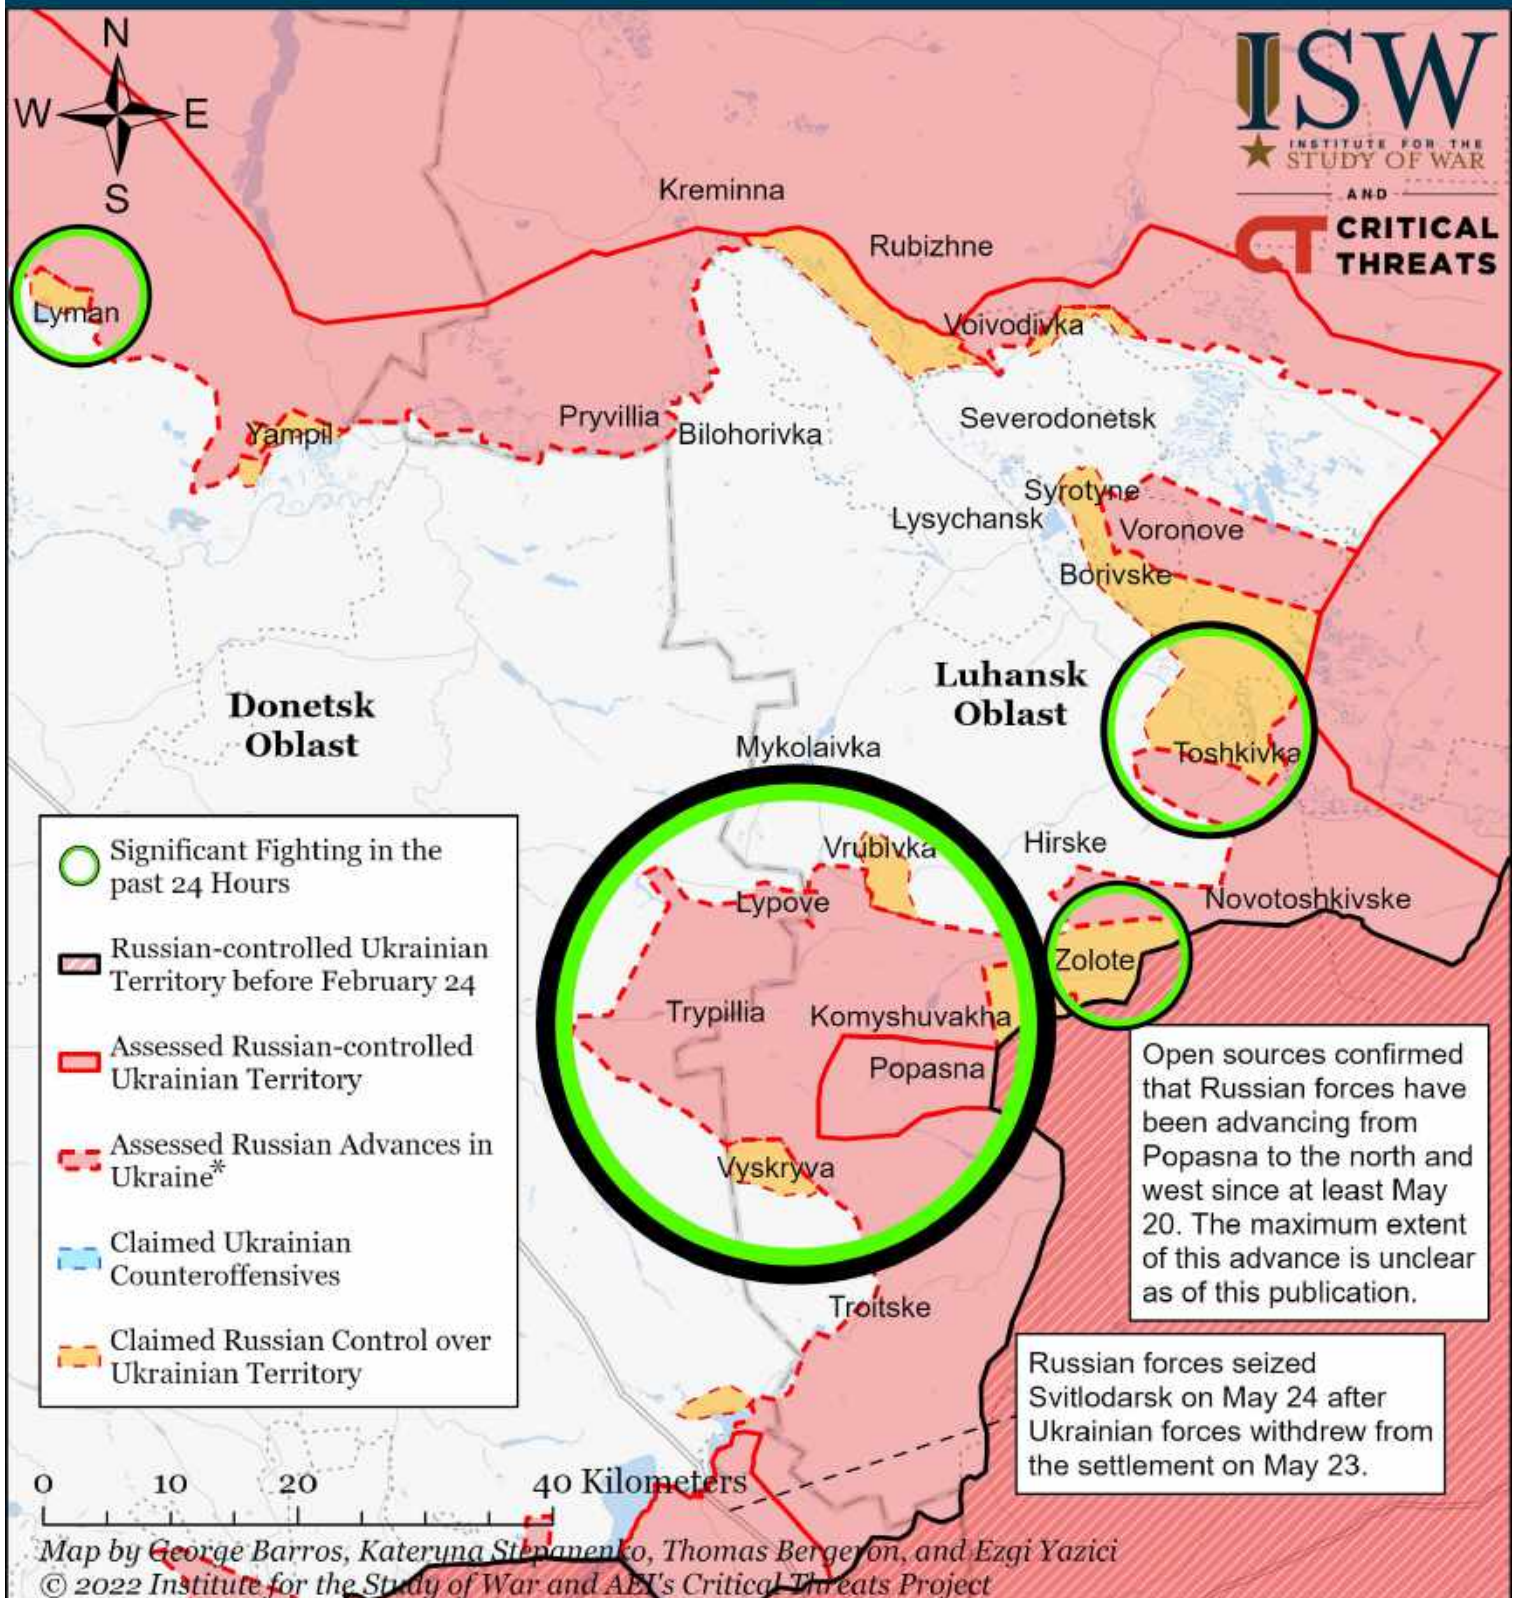 N
W
E
S
ISW
INSTITUTE FOR THE
STUDY OF WAR
AND
CT CRITICAL
THREATS
Kreminna
Rubizhne
Lyman
Voivodivka
Pryvillia
Bilohorivka
Severodonetsk
Yampil
Syrotyne
Lysychansk
Voronove
Borivske
Luhansk
Oblast
Donetsk
Oblast
Mykolaivka
Toshkivka
Vrubivka
Hirske
Lypove
Novotoshkivske
Zolote
Trypillia
Komyshuvakha
Popasna
Vyskryva
Troitske
Significant Fighting in the
past 24 Hours
Russian-controlled Ukrainian
Territory before February 24
Assessed Russian-controlled
Ukrainian Territory
Assessed Russian Advances in
Ukraine*
Claimed Ukrainian
Counteroffensives
Claimed Russian Control over
Ukrainian Territory
Open sources confirmed
that Russian forces have
been advancing from
Popasna to the north and
west since at least May
20. The maximum extent
of this advance is unclear
as of this publication.
Russian forces seized
Svitlodarsk on May 24 after
Ukrainian forces withdrew from
the settlement on May 23.
0 10 20 40 Kilometers
Map by George Barros, Kateryna Stepanenko, Thomas Bergeron, and Ezgi Yazici
© 2022 Institute for the Study of War and AEI's Critical Threats Project